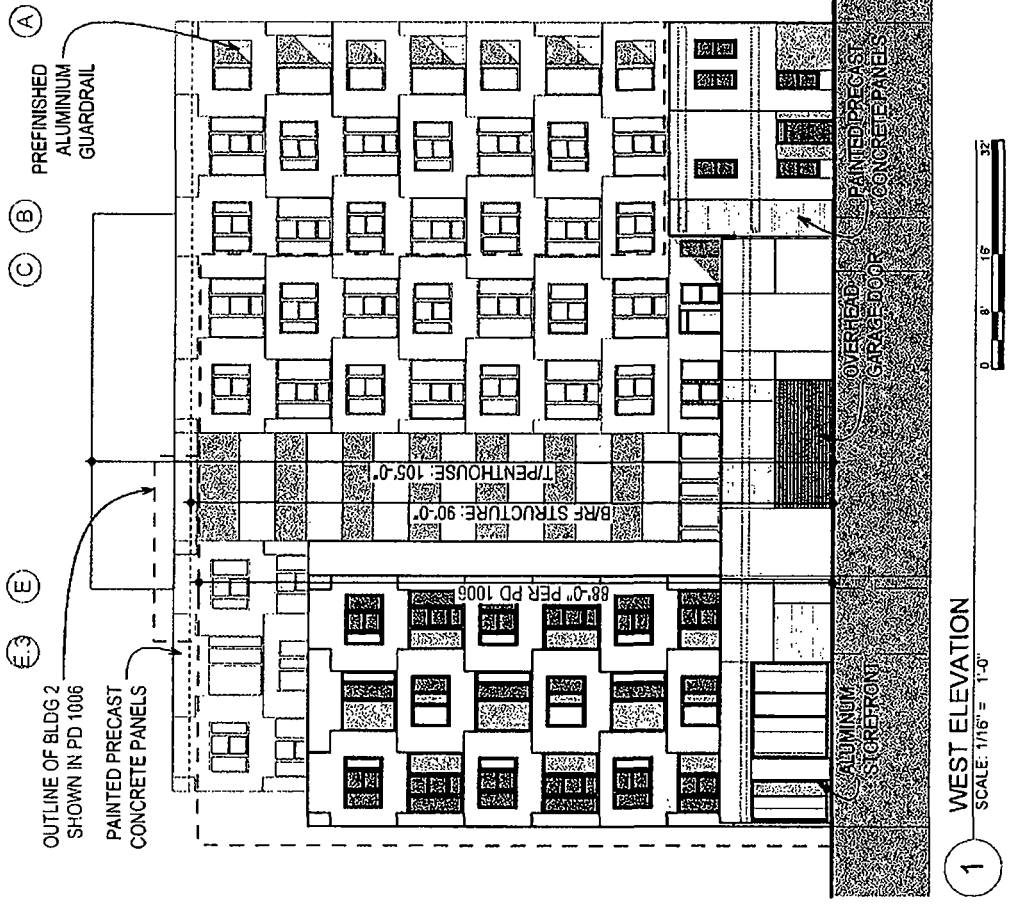 E.3
E
C
B
A
OUTLINE OF BLDG 2
SHOWN IN PD 1006
PAINTED PRECAST
CONCRETE PANELS
PREFINISHED
ALUMINIUM
GUARDRAIL
88'-0" PER PD 1006
B/RF STRUCTURE: 90'-0"
T/PENTHOUSE: 105'-0"
ALUMINUM
STOREFRONT
OVERHEAD
GARAGE DOOR
PAINTED PRECAST
CONCRETE PANELS
1
WEST ELEVATION
SCALE: 1/16" = 1'-0"
0 8' 16' 32'